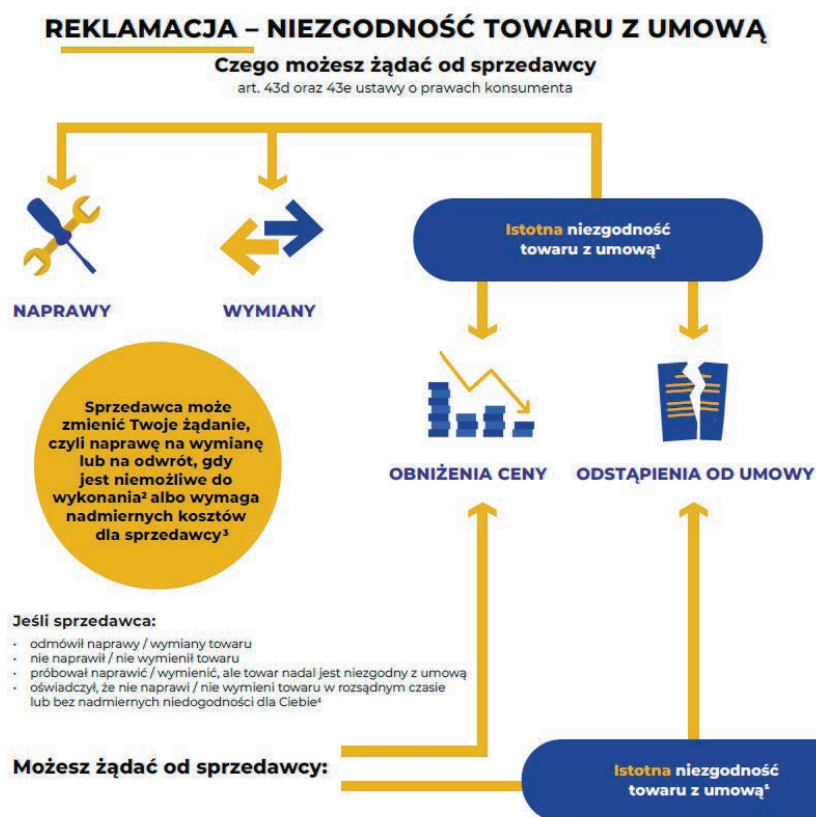 REKLAMACJA – NIEZGODNOŚĆ TOWARU Z UMOWĄ
Czego możesz żądać od sprzedawcy
art. 43d oraz 43e ustawy o prawach konsumenta
Istotna niezgodność
towaru z umową¹
NAPRAWY
WYMIANY
Sprzedawca może
zmienić Twoje żądanie,
czyli naprawę na wymianę
lub na odwrót, gdy
jest niemożliwe do
wykonania² albo wymaga
nadmiernych kosztów
dla sprzedawcy³
OBNIŻENIA CENY
ODSTĄPIENIA OD UMOWY
Jeśli sprzedawca:
• odmówił naprawy / wymiany towaru
• nie naprawił / nie wymienił towaru
• próbował naprawić / wymienić, ale towar nadal jest niezgodny z umową
• oświadczył, że nie naprawi / nie wymieni towaru w rozsądnym czasie
lub bez nadmiernych niedogodności dla Ciebie⁴
Możesz żądać od sprzedawcy:
Istotna niezgodność
towaru z umową¹